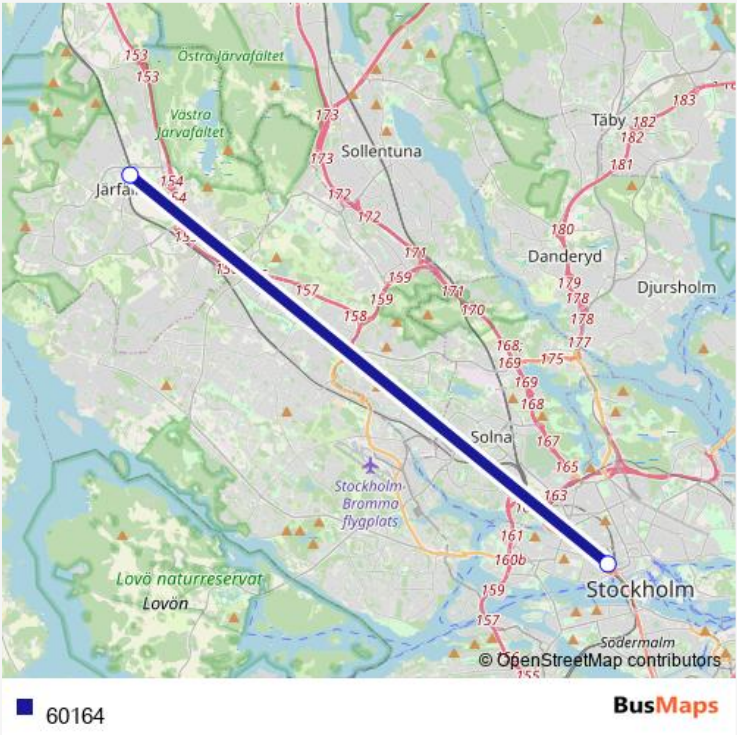 153
153
Östra Järvafältet
183
Västra
Järvafältet
173
Täby
182
182
Sollentuna
173
181
154
172
172
180
171
Danderyd
159
157
159
171
179
Djursholm
170
178
158
178
168;
177
169
175
169
168
Solna
167
165
Stockholm-
Bromma
flygplats
163
161
160b
Lovö naturreservat
159
Stockholm
Lovön
157
Södermalm
© OpenStreetMap contributors
155
60164
BusMaps